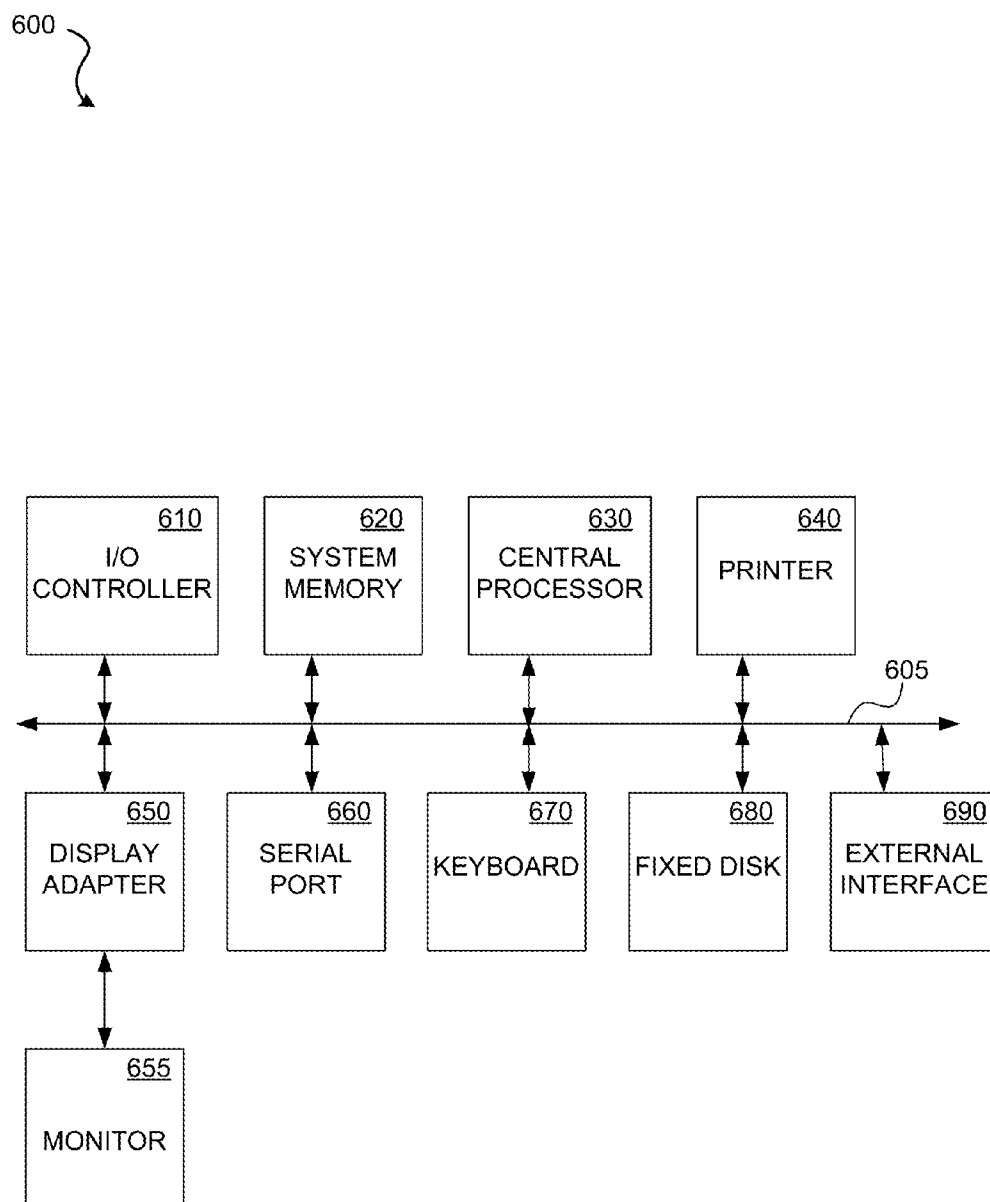 600
610
I/O
CONTROLLER
620
SYSTEM
MEMORY
630
CENTRAL
PROCESSOR
640
PRINTER
605
650
DISPLAY
ADAPTER
660
SERIAL
PORT
670
KEYBOARD
680
FIXED DISK
690
EXTERNAL
INTERFACE
655
MONITOR